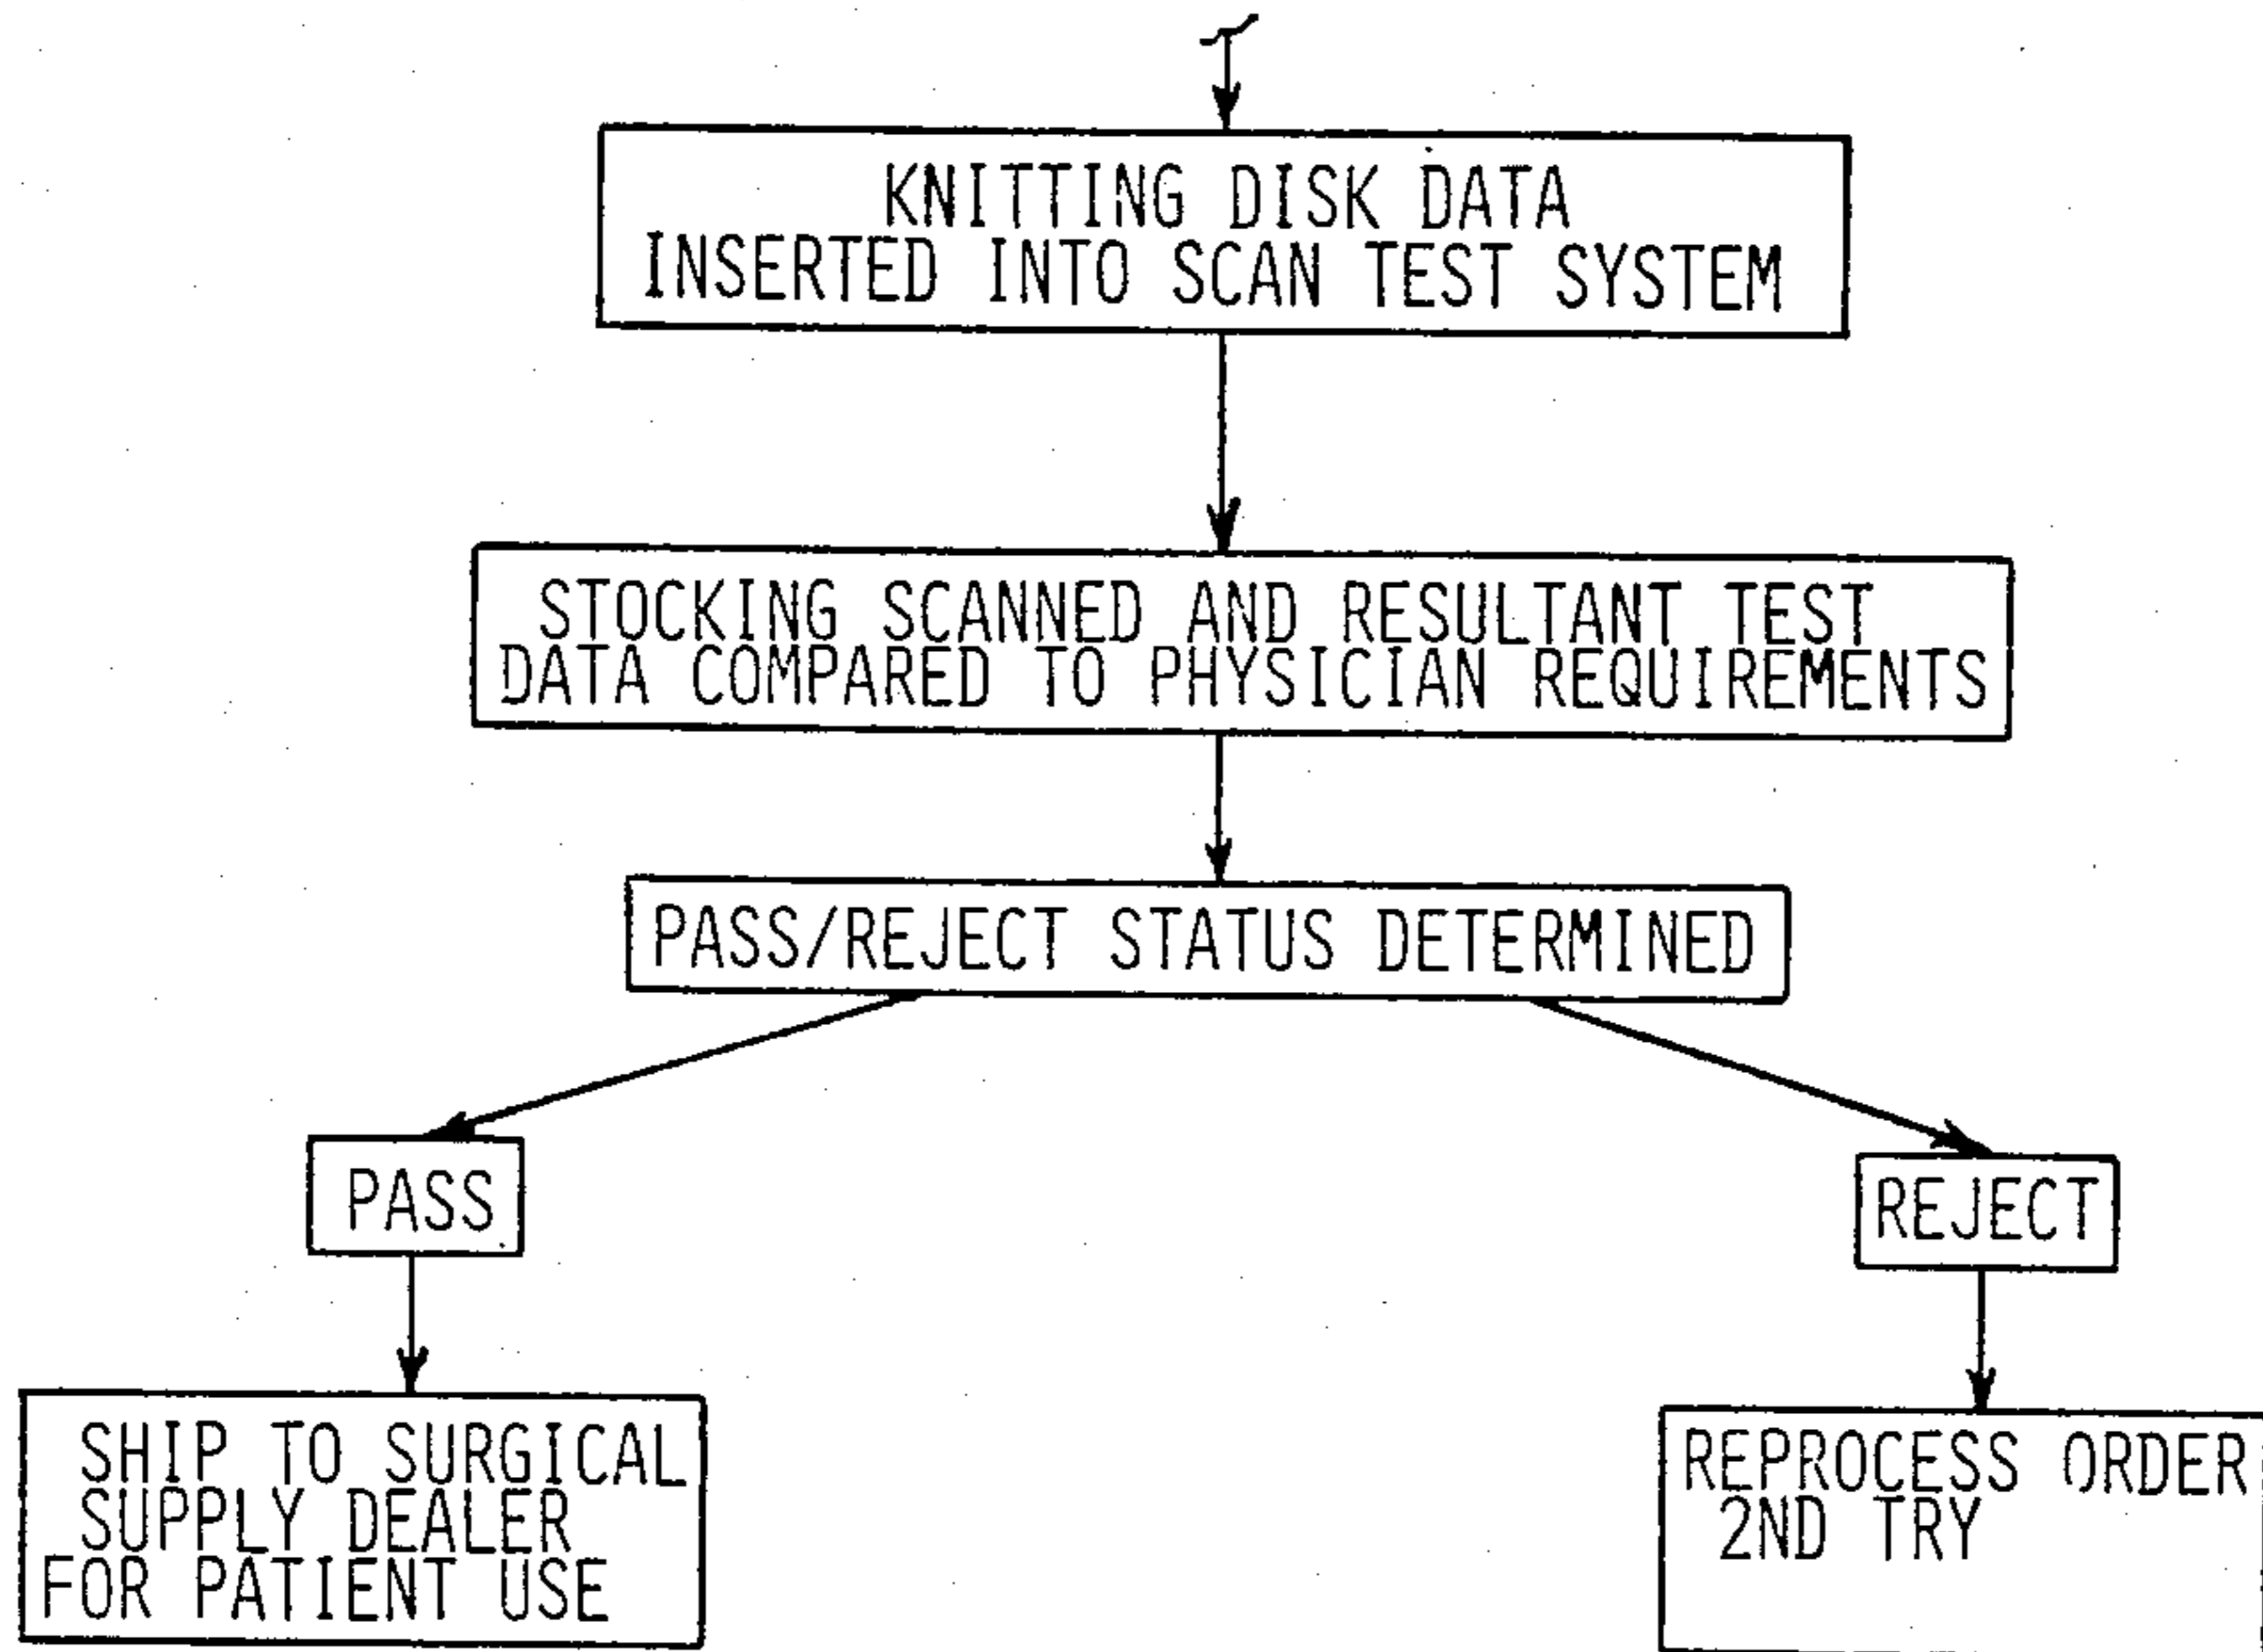 KNITTING DISK DATA
INSERTED INTO SCAN TEST SYSTEM
STOCKING SCANNED AND RESULTANT TEST
DATA COMPARED TO PHYSICIAN REQUIREMENTS
PASS/REJECT STATUS DETERMINED
PASS
REJECT
SHIP TO SURGICAL
SUPPLY DEALER
FOR PATIENT USE
REPROCESS ORDER
2ND TRY